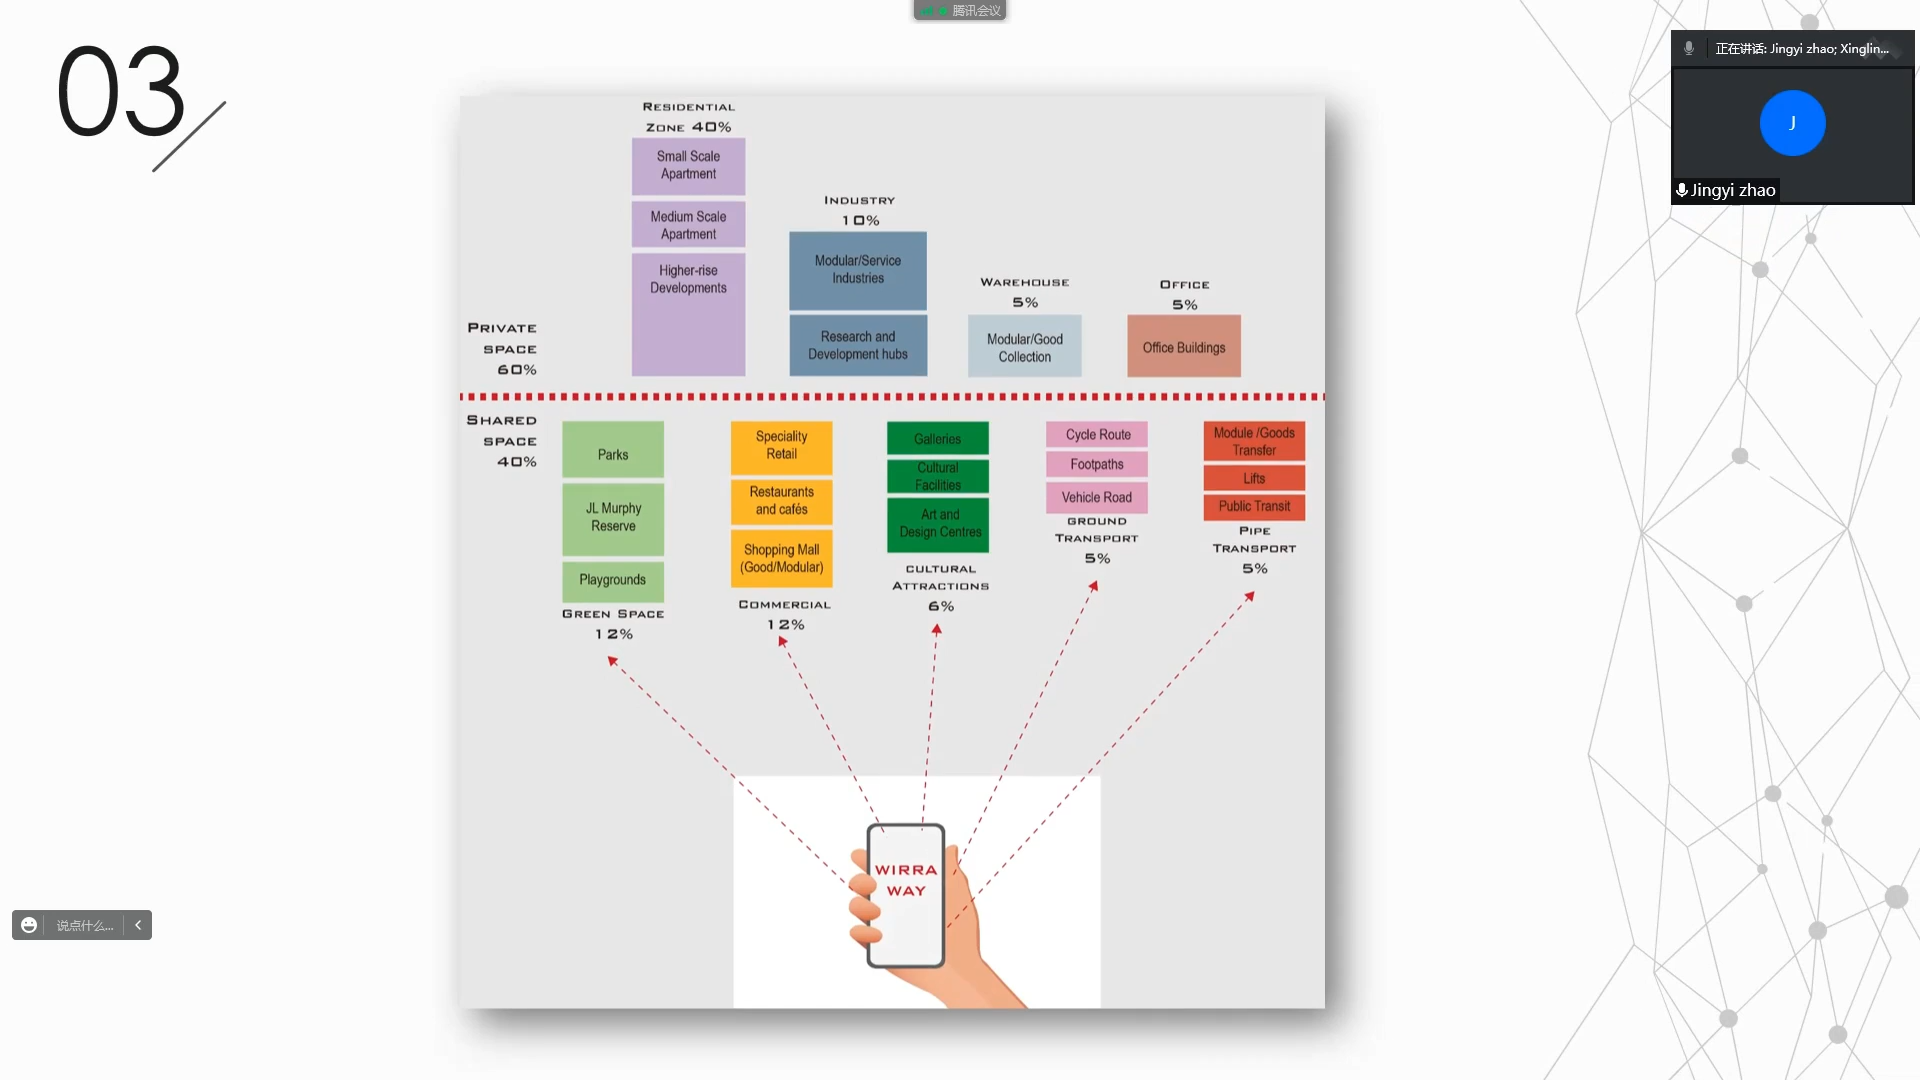 腾讯会议
03
正在讲话: Jingyi zhao; Xinglin...
J
Jingyi zhao
Residential
Zone 40%
Small Scale
Apartment
Medium Scale
Apartment
Higher-rise
Developments
Industry
10%
Modular/Service
Industries
Research and
Development hubs
Warehouse
5%
Modular/Good
Collection
Office
5%
Office Buildings
Private
space
60%
Shared
space
40%
Parks
JL Murphy
Reserve
Playgrounds
Green Space
12%
Speciality
Retail
Restaurants
and cafés
Shopping Mall
(Good/Modular)
Commercial
12%
Galleries
Cultural
Facilities
Art and
Design Centres
cultural
Attractions
6%
Cycle Route
Footpaths
Vehicle Road
ground
Transport
5%
Module /Goods
Transfer
Lifts
Public Transit
Pipe
Transport
5%
WIRRA
WAY
说点什么...